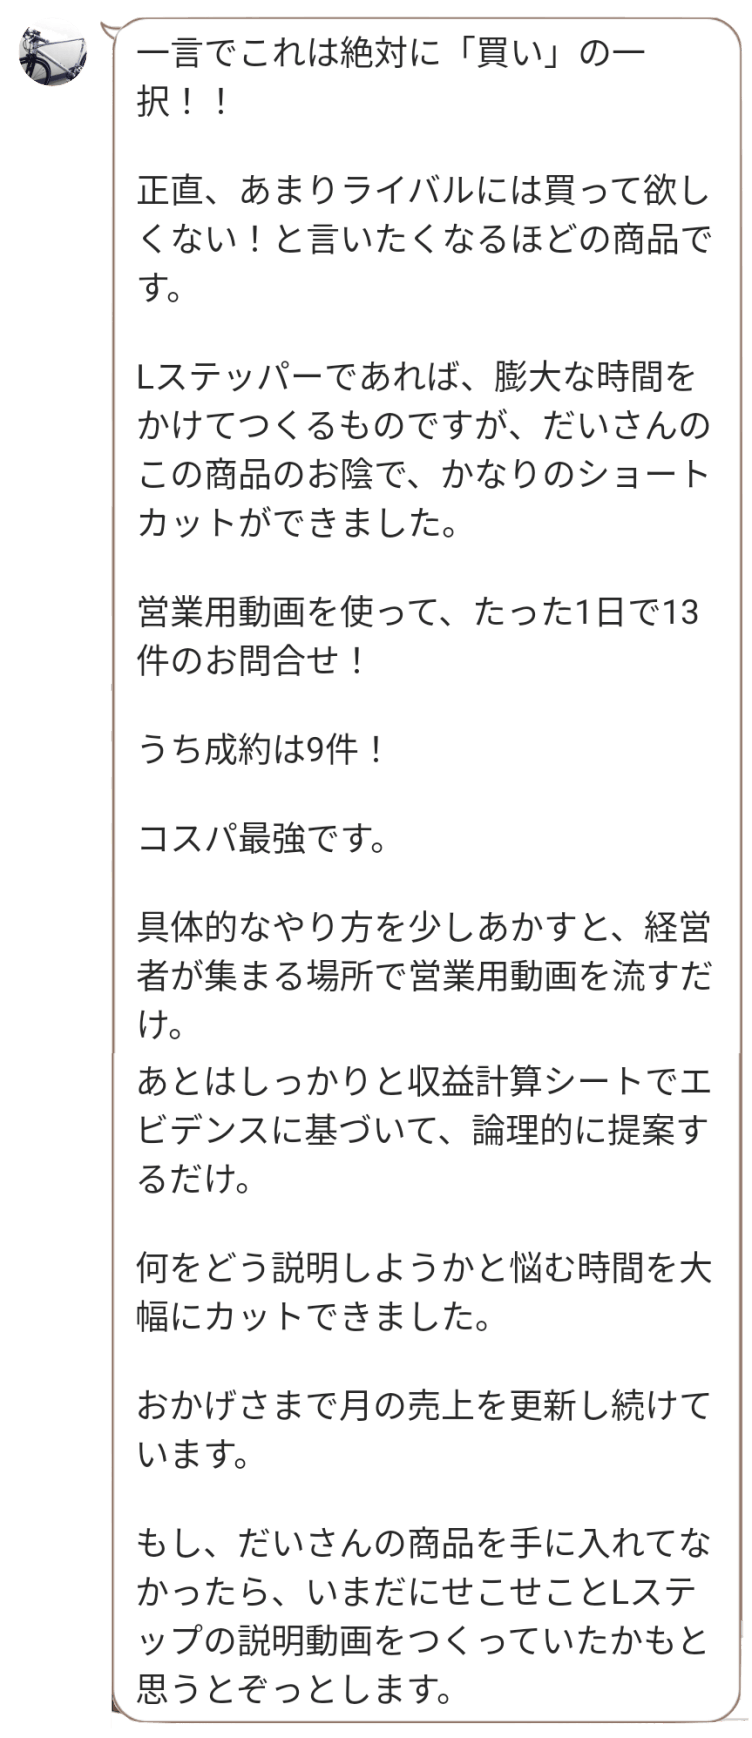 一言でこれは絶対に「買い」の一
択！！
正直、あまりライバルには買って欲し
くない！と言いたくなるほどの商品で
す。
Lステッパーであれば、膨大な時間を
かけてつくるものですが、だいさんの
この商品のお陰で、かなりのショート
カットができました。
営業用動画を使って、たった1日で13
件のお問合せ！
うち成約は9件！
コスパ最強です。
具体的なやり方を少しあかすと、経営
者が集まる場所で営業用動画を流すだ
け。
あとはしっかりと収益計算シートでエ
ビデンスに基づいて、論理的に提案す
るだけ。
何をどう説明しようかと悩む時間を大
幅にカットできました。
おかげさまで月の売上を更新し続けて
います。
もし、だいさんの商品を手に入れてな
かったら、いまだにせこせことLステ
ップの説明動画をつくっていたかもと
思うとぞっとします。